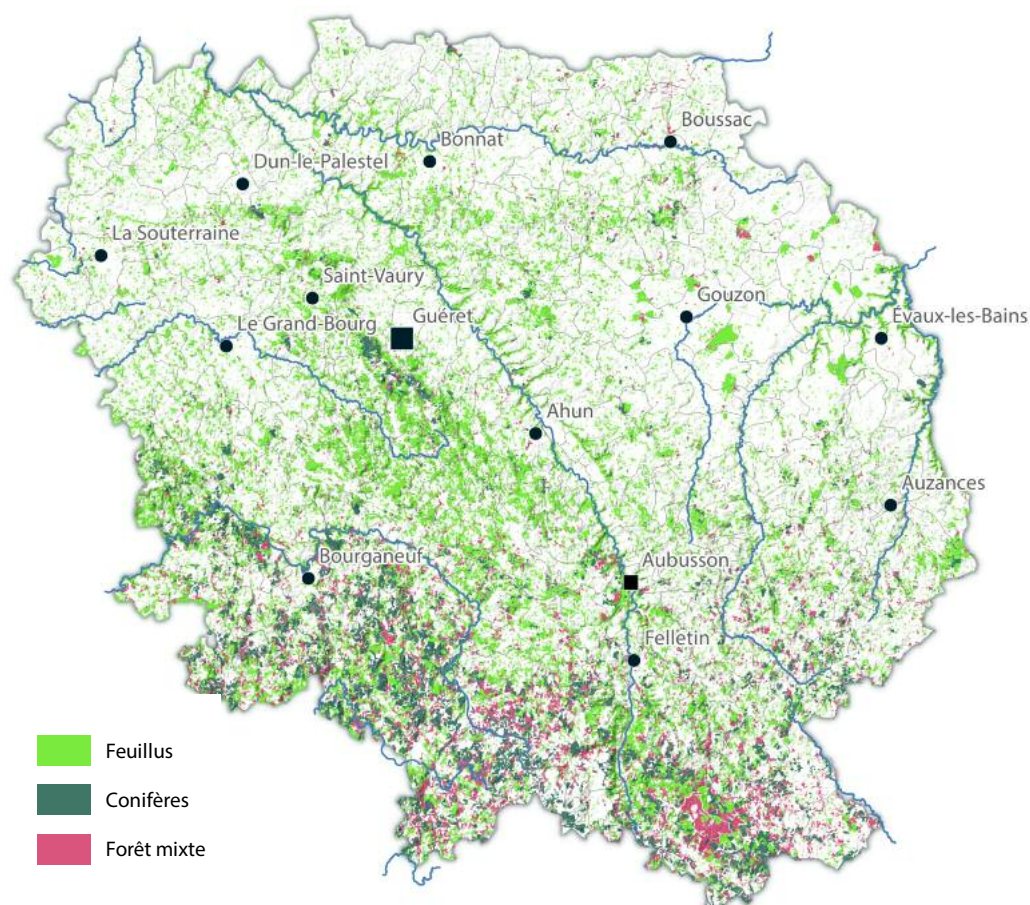 Boussac
Bonnat
Dun-le-Palestel
La Souterraine
Saint-Vaury
Gouzon
Evaux-les-Bains
Le Grand-Bourg
Guéret
Ahun
Auzances
Bourganeuf
Aubusson
Felletin
Feuillus
Conifères
Forêt mixte